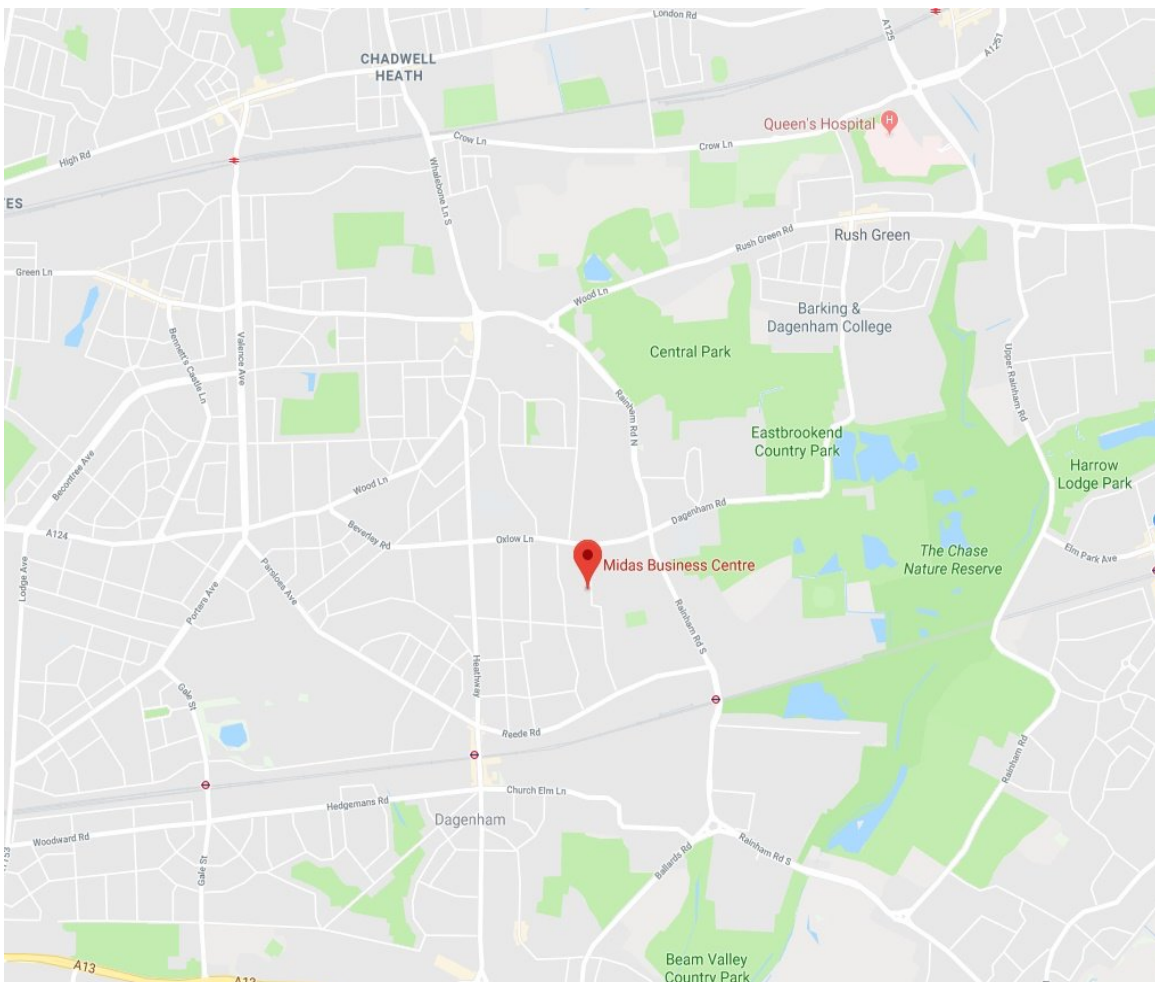 London Rd
A125
A1251
CHADWELL
HEATH
Queen's Hospital
H
Crow Ln
Crow Ln
High Rd
Whalebone Ln S
TES
Rush Green Rd
Rush Green
Green Ln
Wood Ln
Barking &
Dagenham College
Bennett's Castle Ln
Valence Ave
Central Park
Upper Rainham Rd
Rainham Rd N
Eastbrookend
Country Park
Becontree Ave
Harrow
Lodge Park
Wood Ln
Dagenham Rd
A124
Beverley Rd
Oxlow Ln
Elm Park Ave
The Chase
Nature Reserve
Midas Business Centre
Lodge Ave
Porters Ave
Parsloes Ave
Rainham Rd S
Heathway
Gale St
Reede Rd
Rainham Rd
Church Elm Ln
Hedgemans Rd
Dagenham
Woodward Rd
Rainham Rd S
Ballards Rd
Gale St
Beam Valley
Country Park
A13